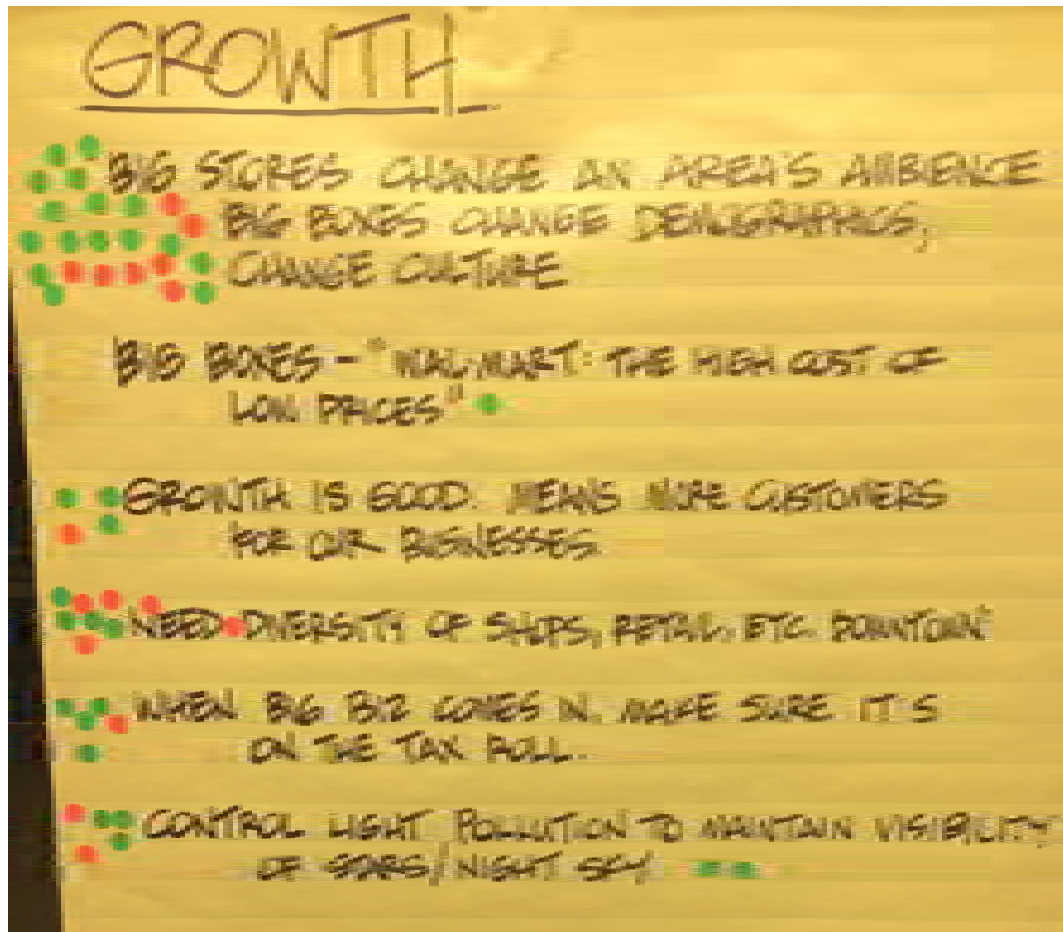 GROWTH
BIG STORES CHANGE AN AREA'S AMBIENCE
BIG BOXES CHANGE DEMOGRAPHICS,
CHANGE CULTURE
BIG BOXES - "WAL-MART: THE HIGH COST OF
LOW PRICES"
GROWTH IS GOOD. MEANS MORE CUSTOMERS
FOR OUR BUSINESSES
NEED DIVERSITY OF SHOPS, RETAIL, ETC. DOWNTOWN
WHEN BIG BIZ COMES IN, MAKE SURE IT'S
ON THE TAX ROLL.
CONTROL LIGHT POLLUTION TO MAINTAIN VISIBILITY
OF STARS/NIGHT SKY